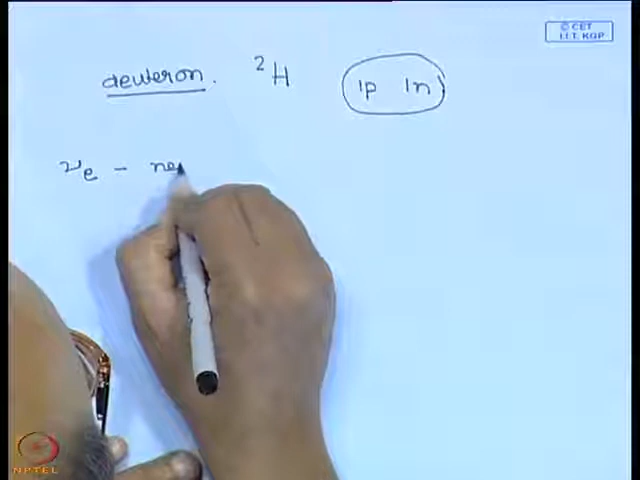 © CET
I.I.T. KGP
deuteron. ²H 1p 1n
νe - ne
NPTEL